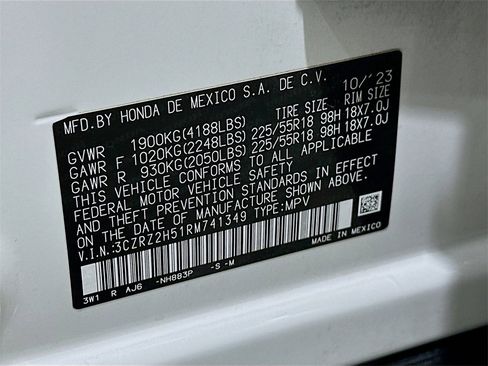 MFD.BY HONDA DE MEXICO S.A. DE C.V. 10/'23
TIRE SIZE RIM SIZE
GVWR 1900KG(4188LBS)
GAWR F 1020KG(2248LBS) 225/55R18 98H 18X7.0J
GAWR R 930KG(2050LBS) 225/55R18 98H 18X7.0J
THIS VEHICLE CONFORMS TO ALL APPLICABLE
FEDERAL MOTOR VEHICLE SAFETY
AND THEFT PREVENTION STANDARDS IN EFFECT
ON THE DATE OF MANUFACTURE SHOWN ABOVE.
V.I.N.:3CZRZ2H51RM741349 TYPE:MPV
3W1 R AJ6 -NH883P -S -M
MADE IN MEXICO